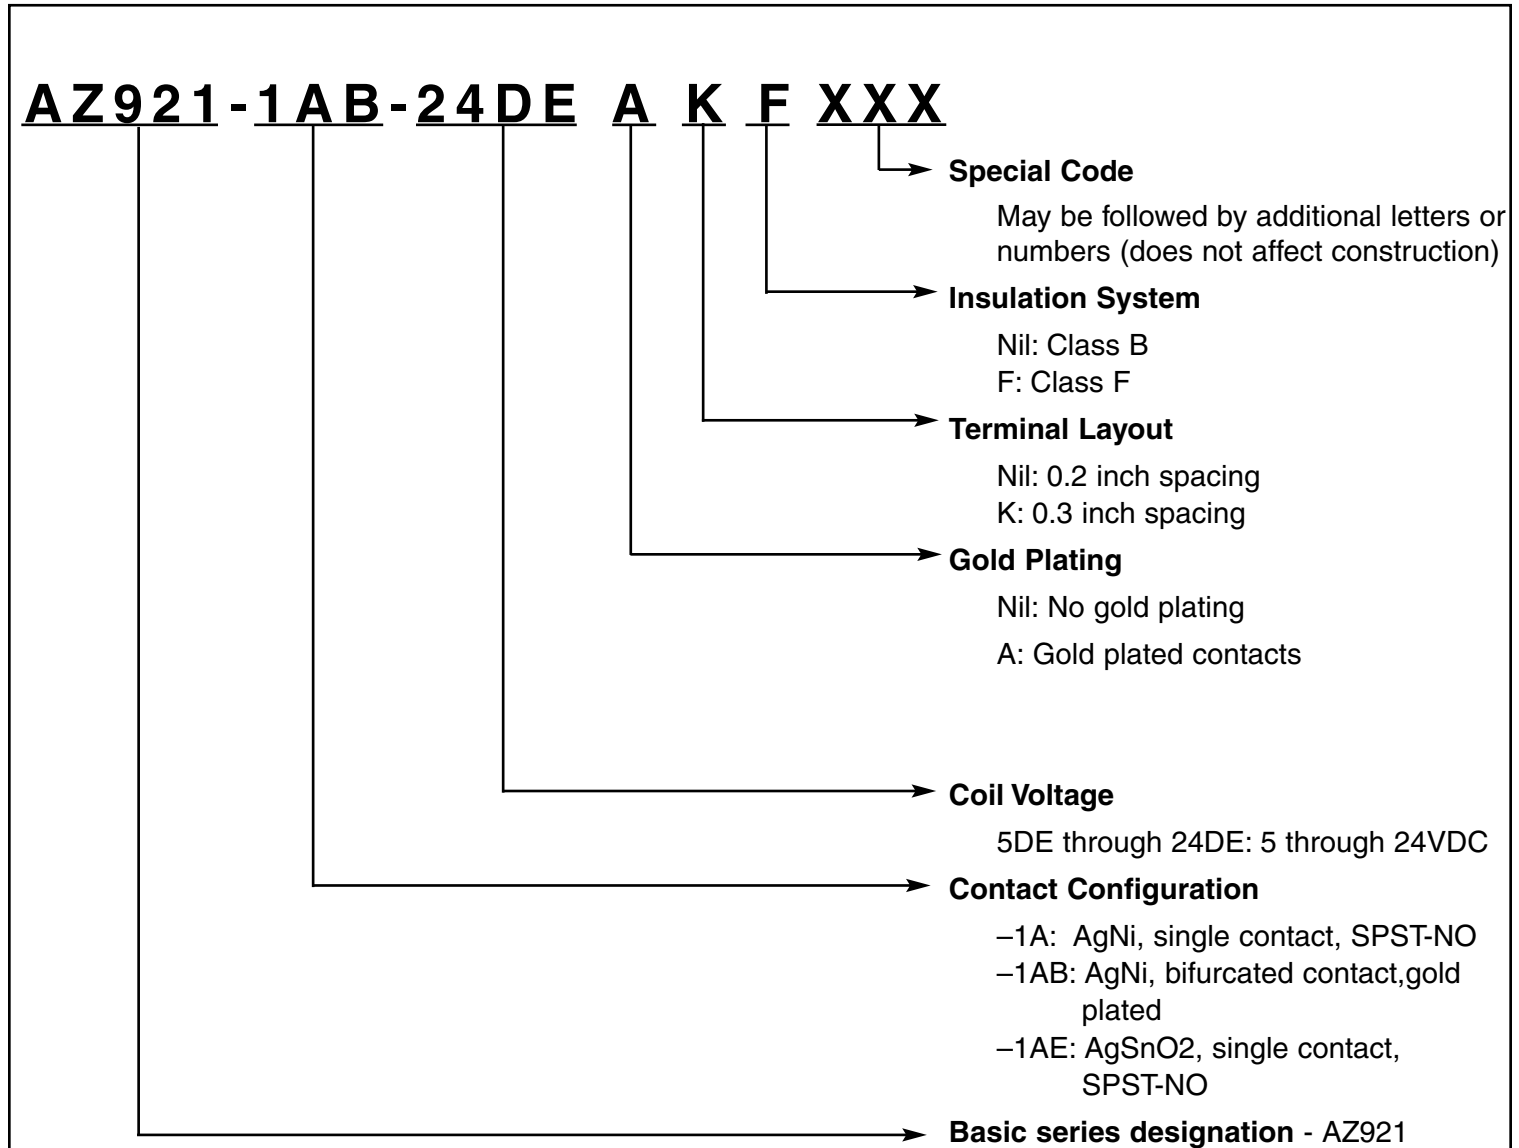 AZ921-1AB-24DE A K F XXX
Special Code
May be followed by additional letters or
numbers (does not affect construction)
Insulation System
Nil: Class B
F: Class F
Terminal Layout
Nil: 0.2 inch spacing
K: 0.3 inch spacing
Gold Plating
Nil: No gold plating
A: Gold plated contacts
Coil Voltage
5DE through 24DE: 5 through 24VDC
Contact Configuration
–1A: AgNi, single contact, SPST-NO
–1AB: AgNi, bifurcated contact,gold
plated
–1AE: AgSnO2, single contact,
SPST-NO
Basic series designation - AZ921